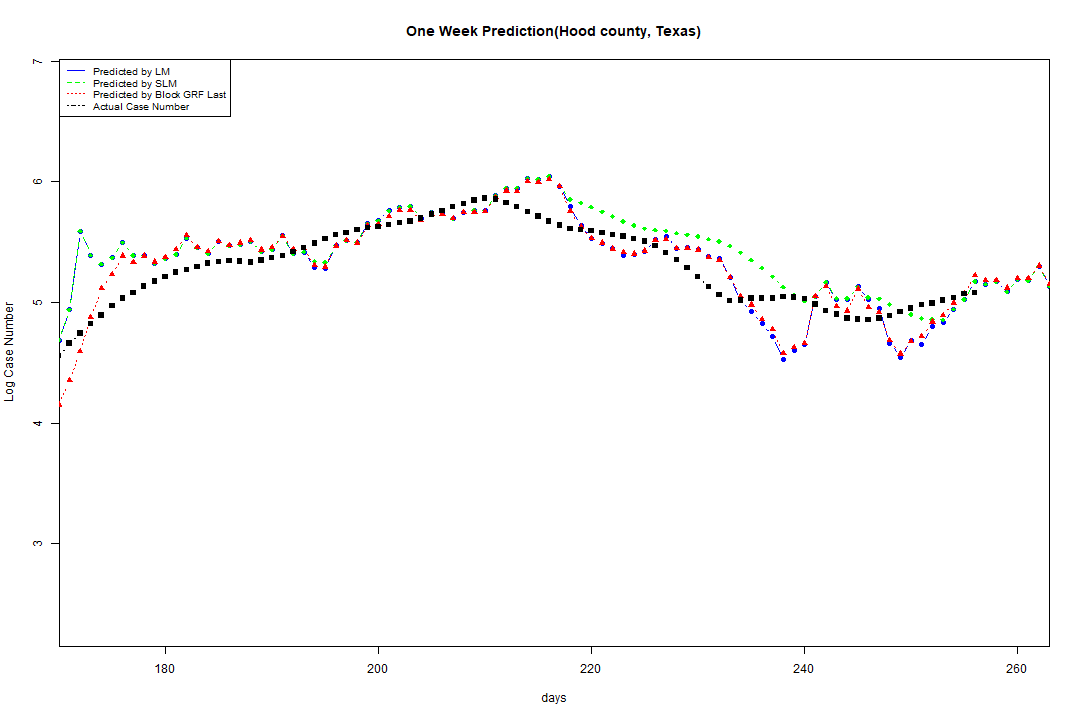 One Week Prediction(Hood county, Texas)
Predicted by LM
Predicted by SLM
Predicted by Block GRF Last
Actual Case Number
7
6
5
4
3
Log Case Number
180 200 220 240 260
days